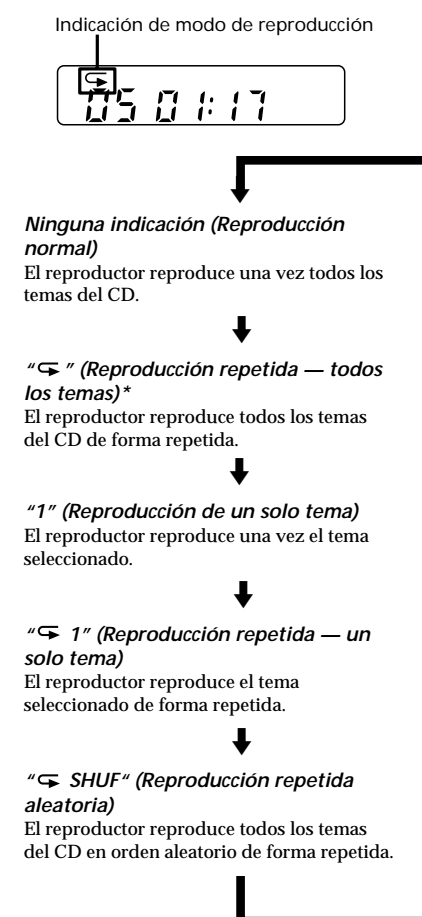 Indicación de modo de reproducción
05 01:17
Ninguna indicación (Reproducción
normal)
El reproductor reproduce una vez todos los
temas del CD.
" " (Reproducción repetida — todos
los temas)*
El reproductor reproduce todos los temas
del CD de forma repetida.
"1" (Reproducción de un solo tema)
El reproductor reproduce una vez el tema
seleccionado.
" 1" (Reproducción repetida — un
solo tema)
El reproductor reproduce el tema
seleccionado de forma repetida.
" SHUF" (Reproducción repetida
aleatoria)
El reproductor reproduce todos los temas
del CD en orden aleatorio de forma repetida.